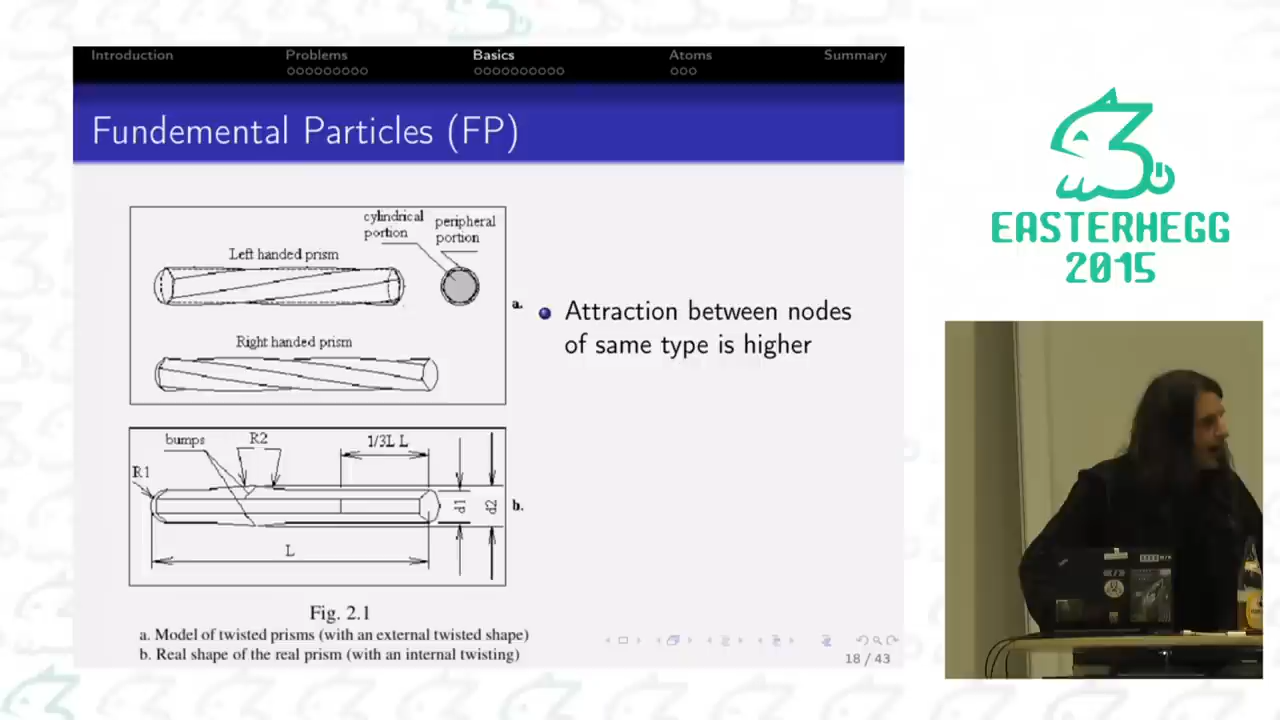 Introduction Problems Basics Atoms Summary
Fundemental Particles (FP)
cylindrical portion
peripheral portion
Left handed prism
a.
Right handed prism
Attraction between nodes
of same type is higher
bumps R2 1/3L L
R1
d1 d2
b.
L
Fig. 2.1
a. Model of twisted prisms (with an external twisted shape)
b. Real shape of the real prism (with an internal twisting)
18 / 43
EASTERHEGG
2015